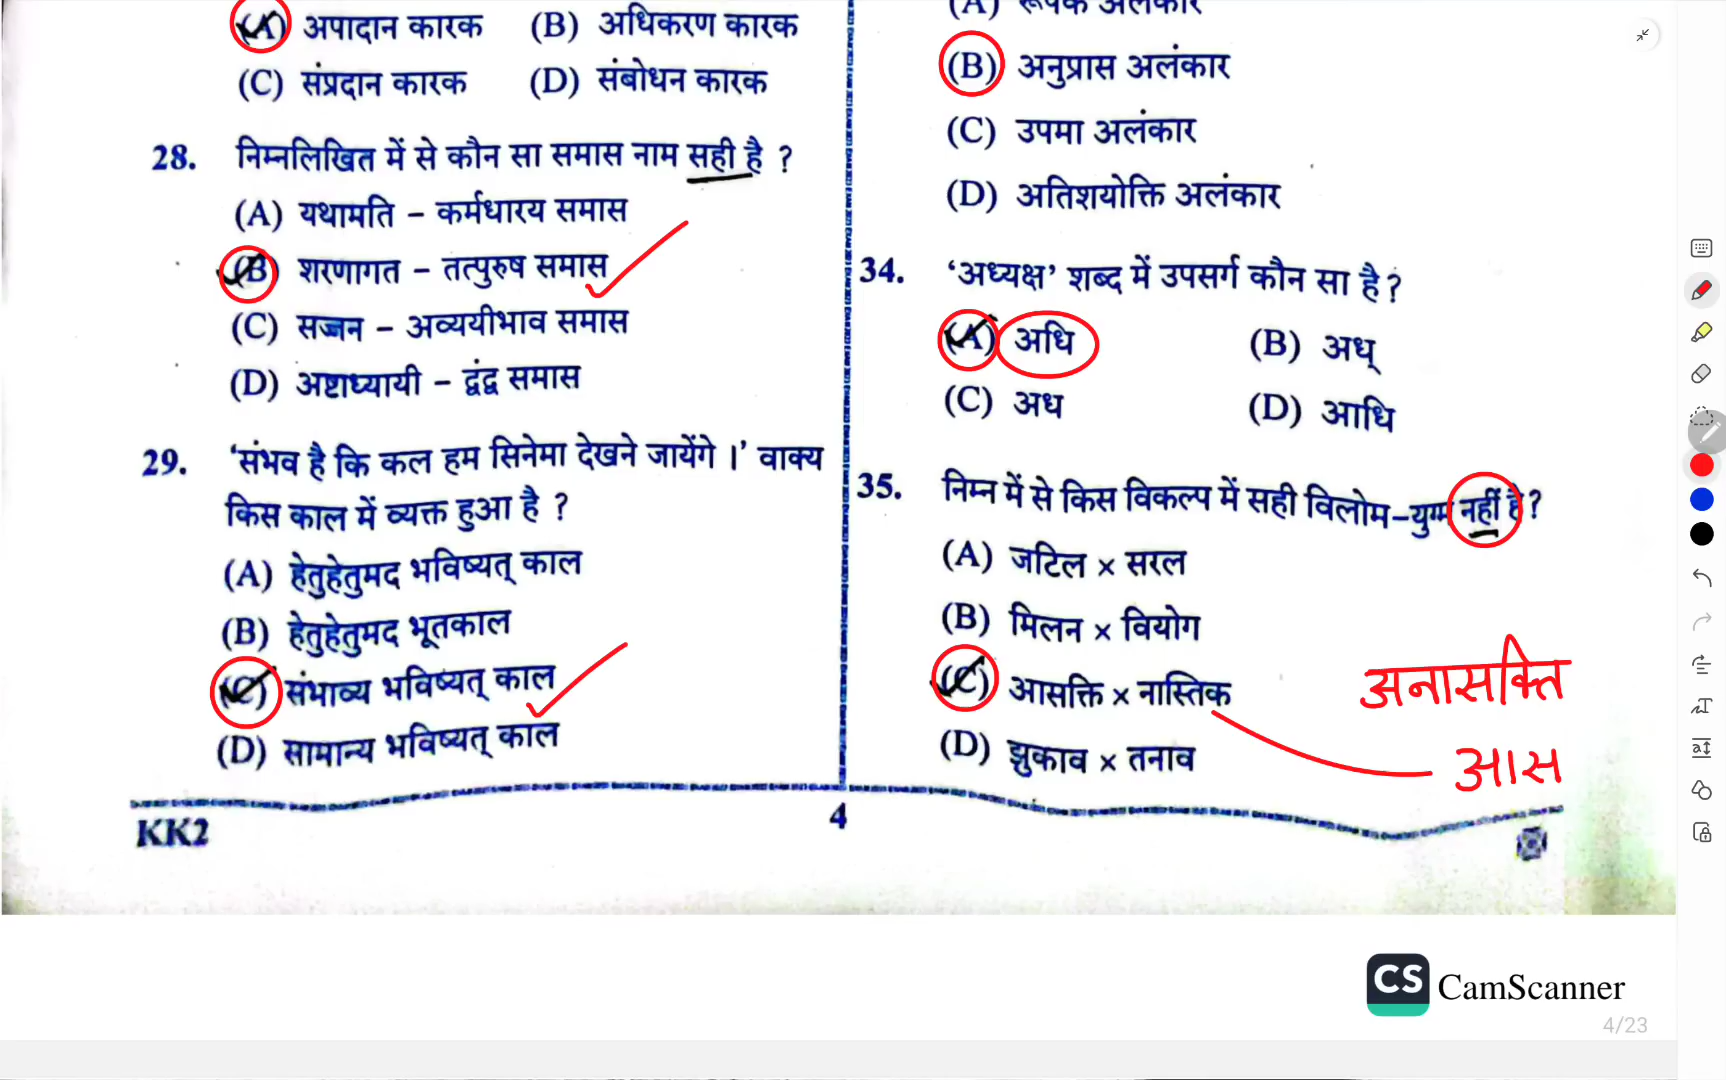 (A) अपादान कारक (B) अधिकरण कारक
(C) संप्रदान कारक (D) संबोधन कारक
28. निम्नलिखित में से कौन सा समास नाम सही है ?
(A) यथामति – कर्मधारय समास
(B) शरणागत – तत्पुरुष समास
(C) सज्जन – अव्ययीभाव समास
(D) अष्टाध्यायी – द्वंद्व समास
29. ‘संभव है कि कल हम सिनेमा देखने जायेंगे ।’ वाक्य
किस काल में व्यक्त हुआ है ?
(A) हेतुहेतुमद भविष्यत् काल
(B) हेतुहेतुमद भूतकाल
(C) संभाव्य भविष्यत् काल
(D) सामान्य भविष्यत् काल
(A) रूपक अलंकार
(B) अनुप्रास अलंकार
(C) उपमा अलंकार
(D) अतिशयोक्ति अलंकार
34. ‘अध्यक्ष’ शब्द में उपसर्ग कौन सा है ?
(A) अधि (B) अध्
(C) अध (D) आधि
35. निम्न में से किस विकल्प में सही विलोम–युग्म नहीं है ?
(A) जटिल × सरल
(B) मिलन × वियोग
(C) आसक्ति × नास्तिक
(D) झुकाव × तनाव
अनासक्ति
आस
KK2
4
CS CamScanner
4/23